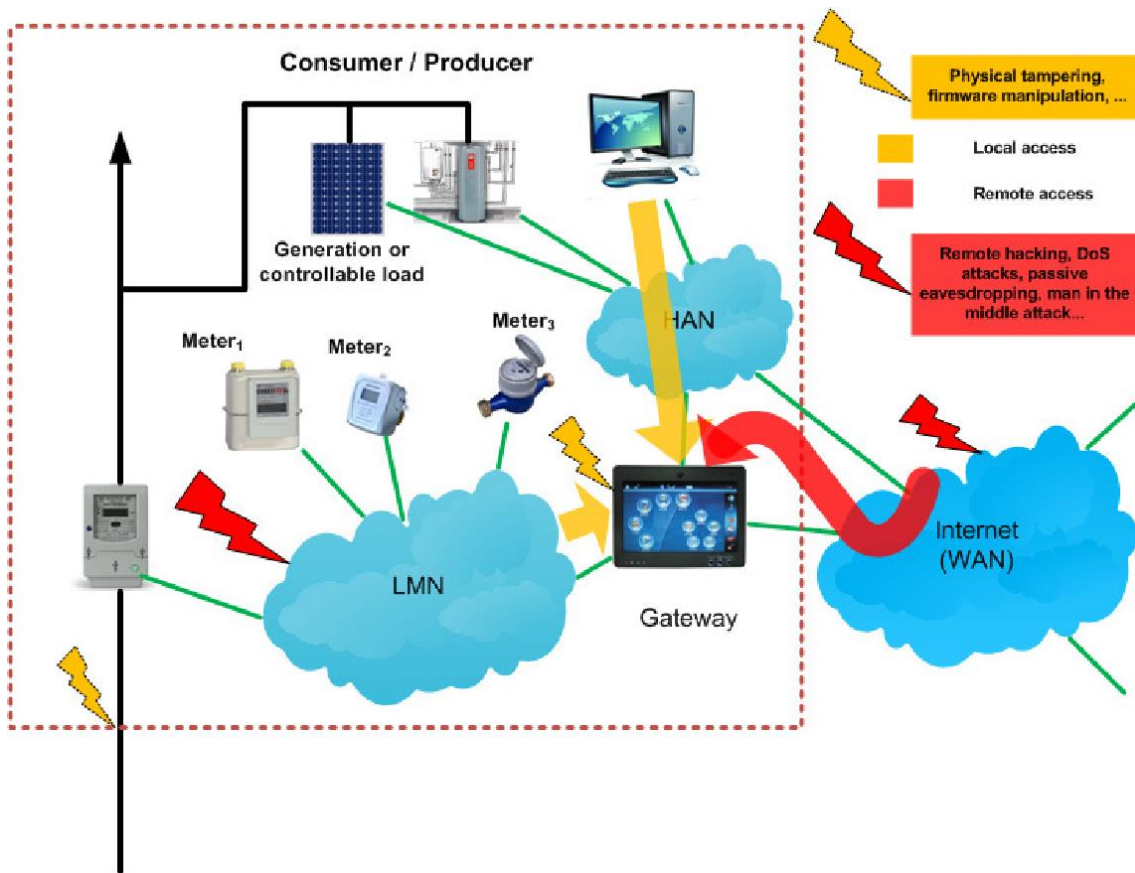 Consumer / Producer
Physical tampering,
firmware manipulation, ...
Local access
Remote access
Remote hacking, DoS
attacks, passive
eavesdropping, man in the
middle attack...
Generation or
controllable load
HAN
Meter₁
Meter₂
Meter₃
Internet
(WAN)
LMN
Gateway